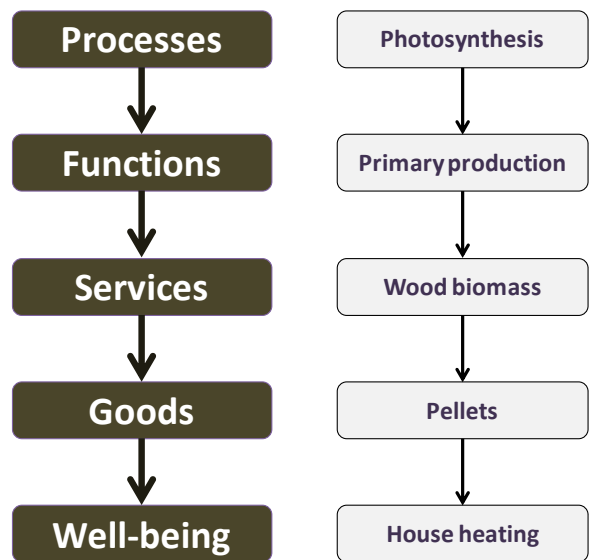 Processes
Photosynthesis
Functions
Primary production
Services
Wood biomass
Goods
Pellets
Well-being
House heating